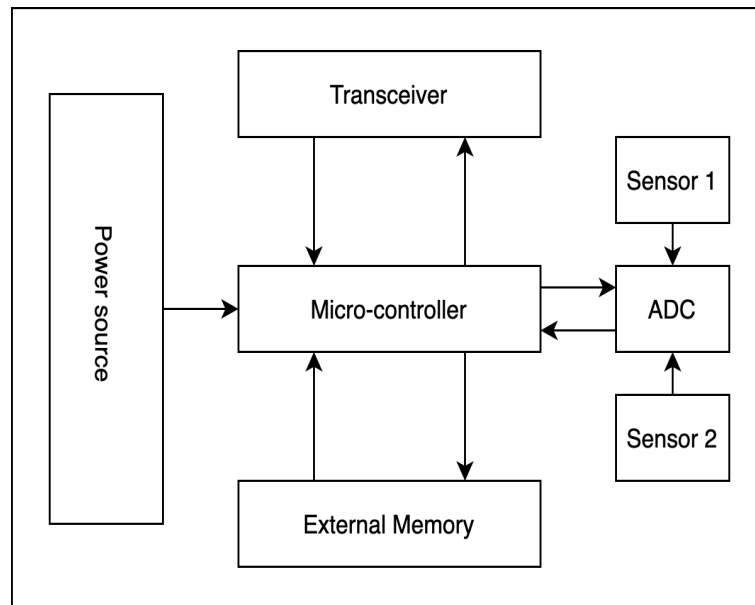 Transceiver
Power source
Sensor 1
Micro-controller
ADC
Sensor 2
External Memory